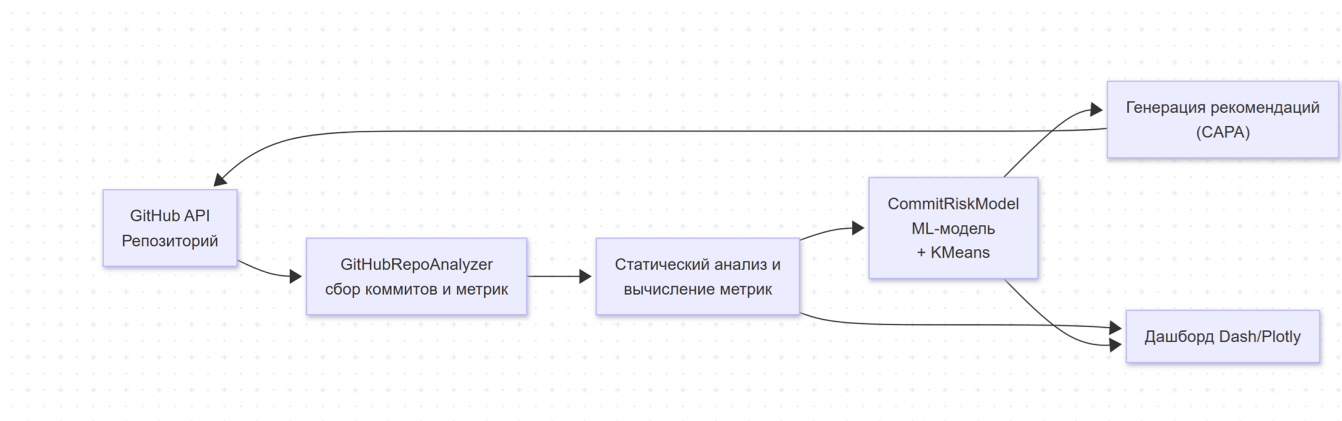 GitHub API
Репозиторий
GitHubRepoAnalyzer
сбор коммитов и метрик
Статический анализ и
вычисление метрик
CommitRiskModel
ML-модель
+ KMeans
Генерация рекомендаций
(CAPA)
Дашборд Dash/Plotly